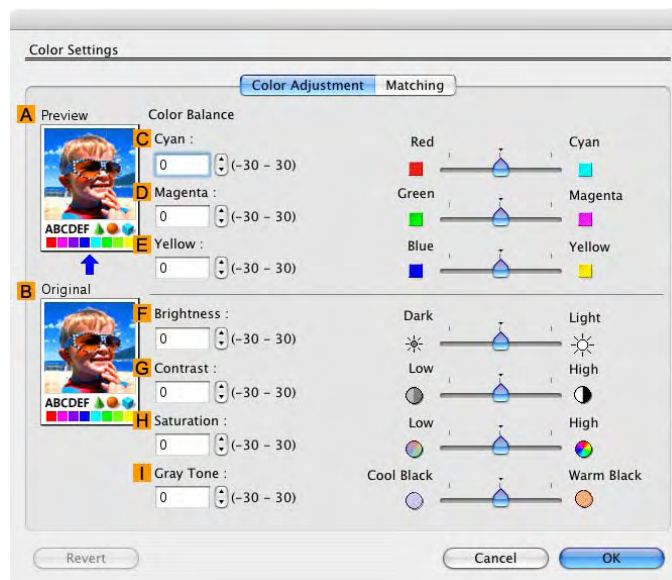 Color Settings
Color Adjustment Matching
A Preview
Color Balance
C Cyan :
0 (-30 – 30)
Red Cyan
D Magenta :
0 (-30 – 30)
Green Magenta
E Yellow :
0 (-30 – 30)
Blue Yellow
ABCDEF
B Original
F Brightness :
0 (-30 – 30)
Dark Light
G Contrast :
0 (-30 – 30)
Low High
ABCDEF
H Saturation :
0 (-30 – 30)
Low High
I Gray Tone :
0 (-30 – 30)
Cool Black Warm Black
Revert Cancel OK